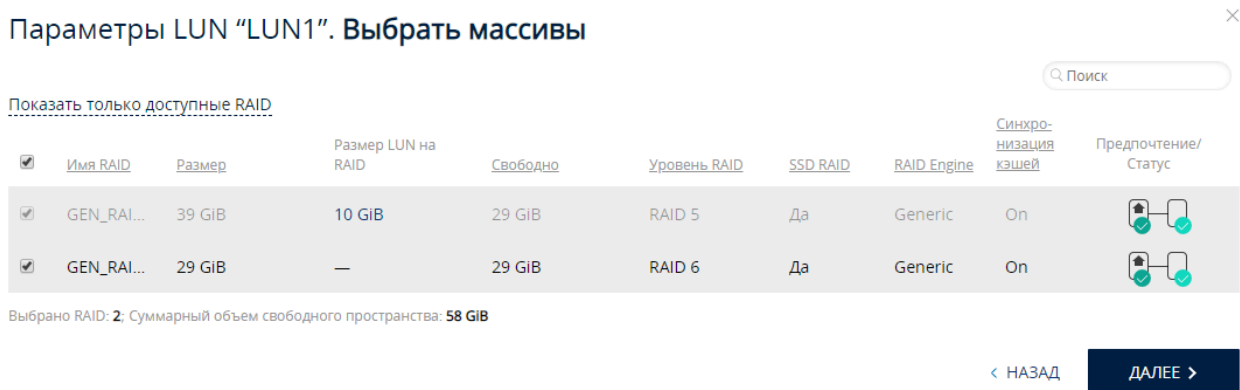 Параметры LUN “LUN1”. Выбрать массивы
Поиск
Показать только доступные RAID
Имя RAID Размер Размер LUN на RAID Свободно Уровень RAID SSD RAID RAID Engine Синхро-низация кэшей Предпочтение/Статус
GEN_RAI... 39 GiB 10 GiB 29 GiB RAID 5 Да Generic On
GEN_RAI... 29 GiB — 29 GiB RAID 6 Да Generic On
Выбрано RAID: 2; Суммарный объем свободного пространства: 58 GiB
НАЗАД ДАЛЕЕ